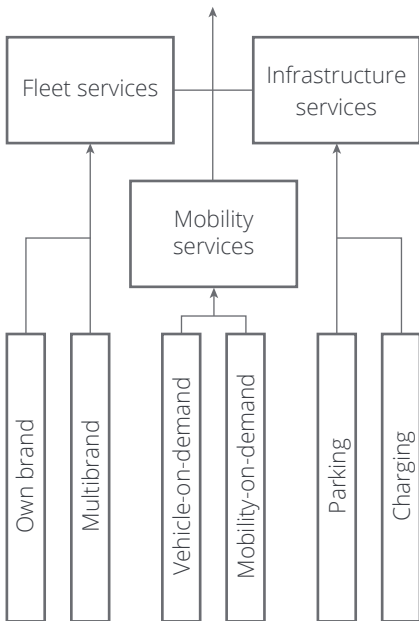 Fleet services
Infrastructure
services
Mobility
services
Own brand
Multibrand
Vehicle-on-demand
Mobility-on-demand
Parking
Charging